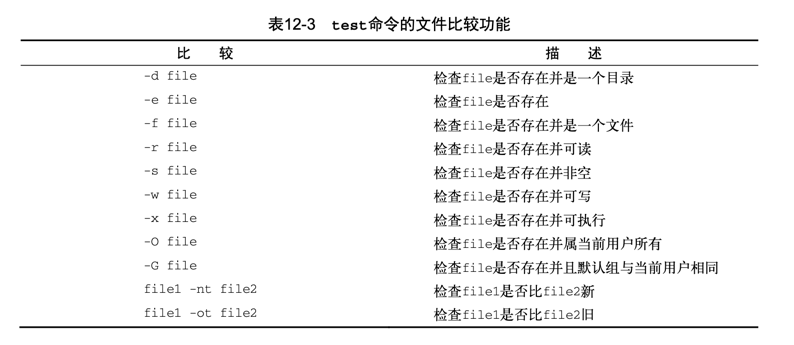 表12-3 test命令的文件比较功能
比 较 描 述
-d file 检查file是否存在并是一个目录
-e file 检查file是否存在
-f file 检查file是否存在并是一个文件
-r file 检查file是否存在并可读
-s file 检查file是否存在并非空
-w file 检查file是否存在并可写
-x file 检查file是否存在并可执行
-O file 检查file是否存在并属当前用户所有
-G file 检查file是否存在并且默认组与当前用户相同
file1 -nt file2 检查file1是否比file2新
file1 -ot file2 检查file1是否比file2旧